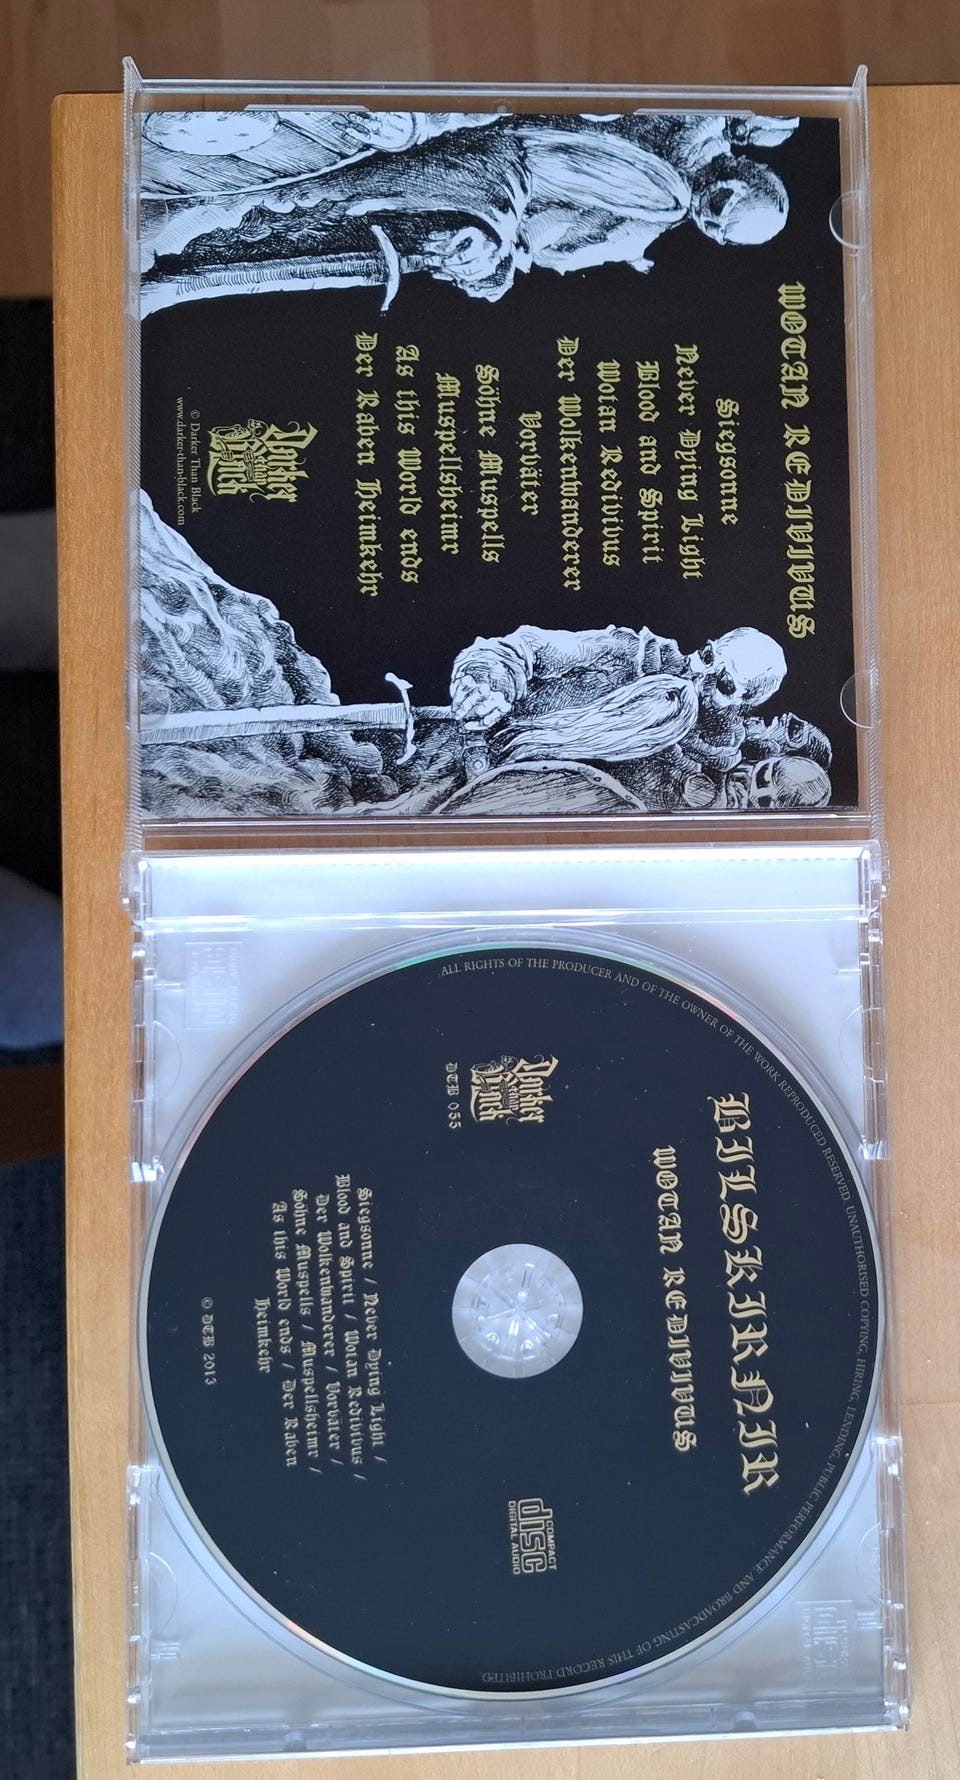 WOTAN REDIVIVUS
Siegsonne
Never Dying Light
Blood and Spirit
Wotan Redivivus
Der Wolkenwanderer
Vorväter
Söhne Muspells
Muspellsheimr
As this World ends
Der Raben Heimkehr
Darker
than
Black
© Darker Than Black
www.darker-than-black.com
ALL RIGHTS OF THE PRODUCER AND OF THE OWNER OF THE WORK REPRODUCED RESERVED. UNAUTHORISED COPYING, HIRING, LENDING, PUBLIC PERFORMANCE AND BROADCASTING OF THIS RECORD PROHIBITED.
BILSKIRNIR
WOTAN REDIVIVUS
Darker
than
Black
DTB 055
COMPACT
disc
DIGITAL AUDIO
Siegsonne / Never Dying Light /
Blood and Spirit / Wotan Redivivus /
Der Wolkenwanderer / Vorväter /
Söhne Muspells / Muspellsheimr /
As this World ends / Der Raben
Heimkehr
© DTB 2013